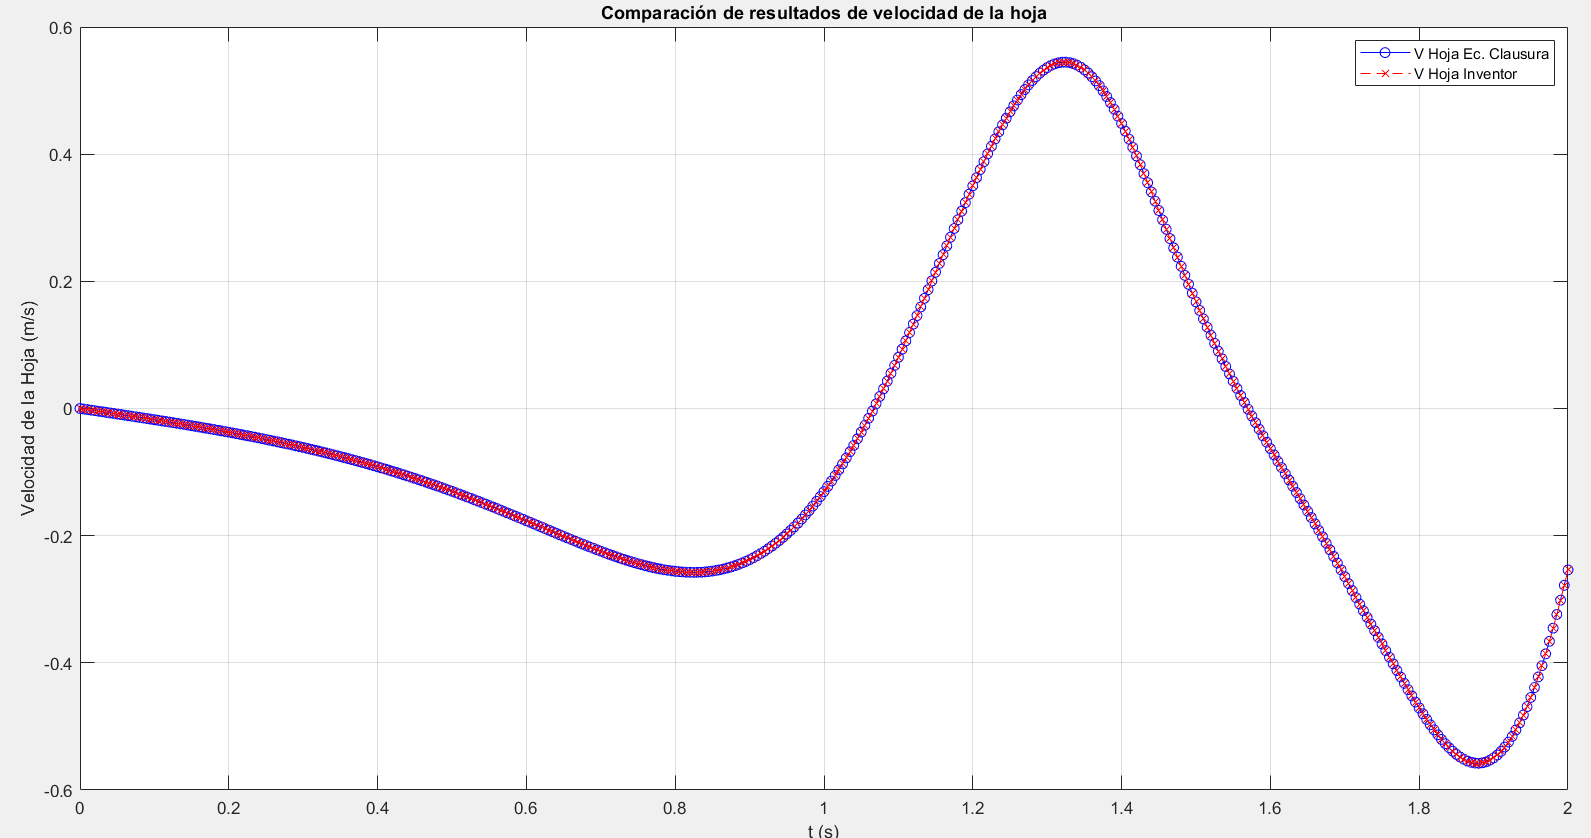 Comparación de resultados de velocidad de la hoja
V Hoja Ec. Clausura
V Hoja Inventor
Velocidad de la Hoja (m/s)
0.6
0.4
0.2
0
-0.2
-0.4
-0.6
0 0.2 0.4 0.6 0.8 1 1.2 1.4 1.6 1.8 2
t (s)